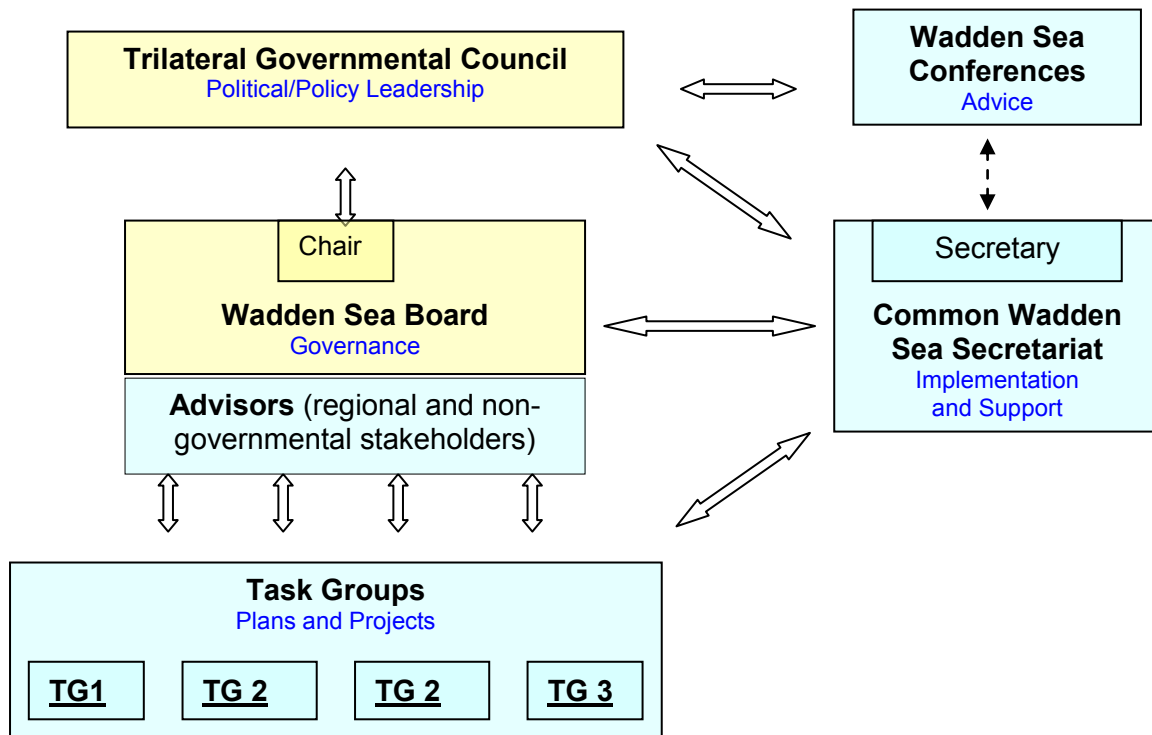 Trilateral Governmental Council
Political/Policy Leadership
Wadden Sea
Conferences
Advice
Chair
Wadden Sea Board
Governance
Secretary
Common Wadden
Sea Secretariat
Implementation
and Support
Advisors (regional and non-
governmental stakeholders)
Task Groups
Plans and Projects
TG1
TG 2
TG 2
TG 3